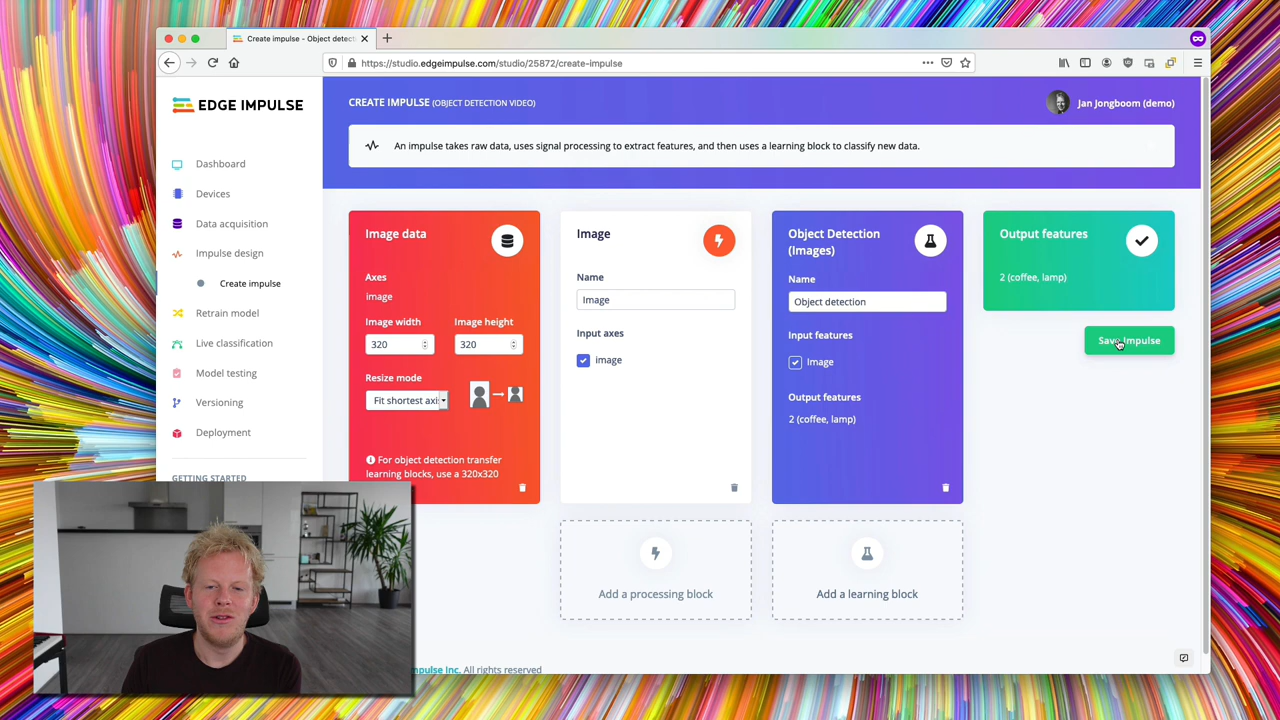 Create impulse - Object detect
https://studio.edgeimpulse.com/studio/25872/create-impulse
EDGE IMPULSE
Dashboard
Devices
Data acquisition
Impulse design
Create impulse
Retrain model
Live classification
Model testing
Versioning
Deployment
GETTING STARTED
CREATE IMPULSE (OBJECT DETECTION VIDEO)
Jan Jongboom (demo)
An impulse takes raw data, uses signal processing to extract features, and then uses a learning block to classify new data.
Image data
Axes
image
Image width
Image height
320
320
Resize mode
Fit shortest axi
For object detection transfer
learning blocks, use a 320x320
Image
Name
Image
Input axes
image
Object Detection
(Images)
Name
Object detection
Input features
Image
Output features
2 (coffee, lamp)
Output features
2 (coffee, lamp)
Save Impulse
Add a processing block
Add a learning block
mpulse Inc. All rights reserved